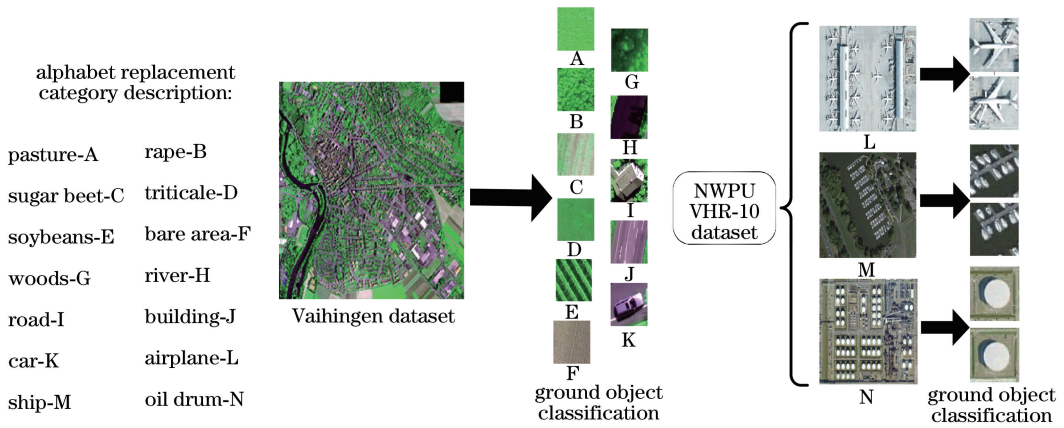 alphabet replacement
category description:
pasture-A
rape-B
sugar beet-C
triticale-D
soybeans-E
bare area-F
woods-G
river-H
road-I
building-J
car-K
airplane-L
ship-M
oil drum-N
Vaihingen dataset
A
B
C
D
E
F
G
H
I
J
K
ground object
classification
NWPU
VHR-10
dataset
L
M
N
ground object
classification